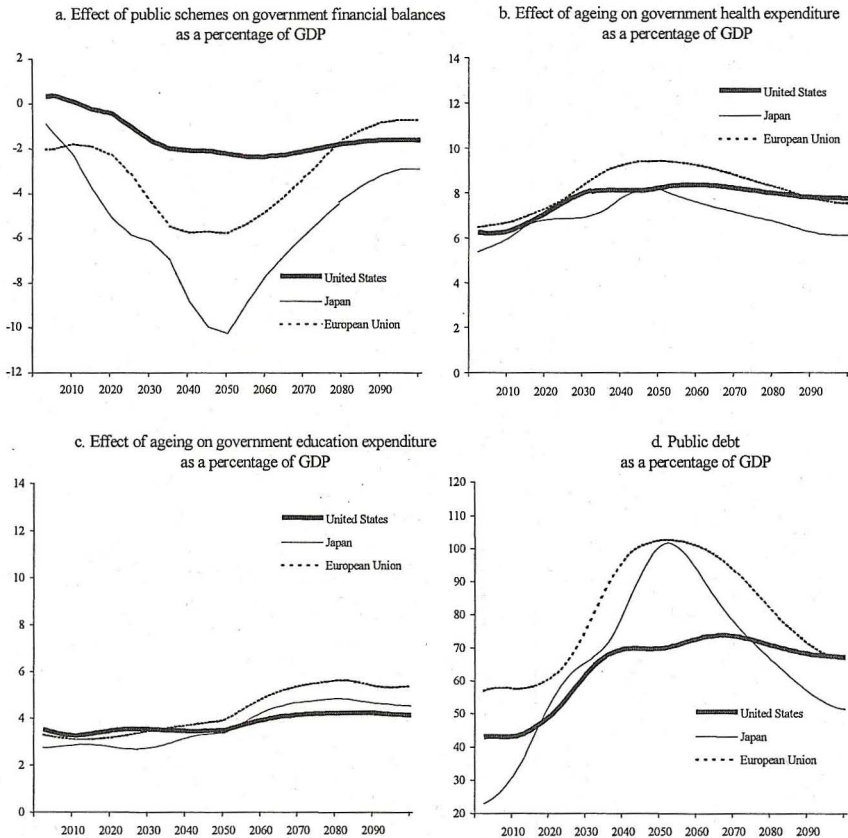 a. Effect of public schemes on government financial balances
as a percentage of GDP
2
0
-2
-4
-6
-8
-10
-12
United States
Japan
European Union
2010 2020 2030 2040 2050 2060 2070 2080 2090
b. Effect of ageing on government health expenditure
as a percentage of GDP
14
12
10
8
6
4
2
0
United States
Japan
European Union
2010 2020 2030 2040 2050 2060 2070 2080 2090
c. Effect of ageing on government education expenditure
as a percentage of GDP
14
12
10
8
6
4
2
0
United States
Japan
European Union
2010 2020 2030 2040 2050 2060 2070 2080 2090
d. Public debt
as a percentage of GDP
120
110
100
90
80
70
60
50
40
30
20
United States
Japan
European Union
2010 2020 2030 2040 2050 2060 2070 2080 2090